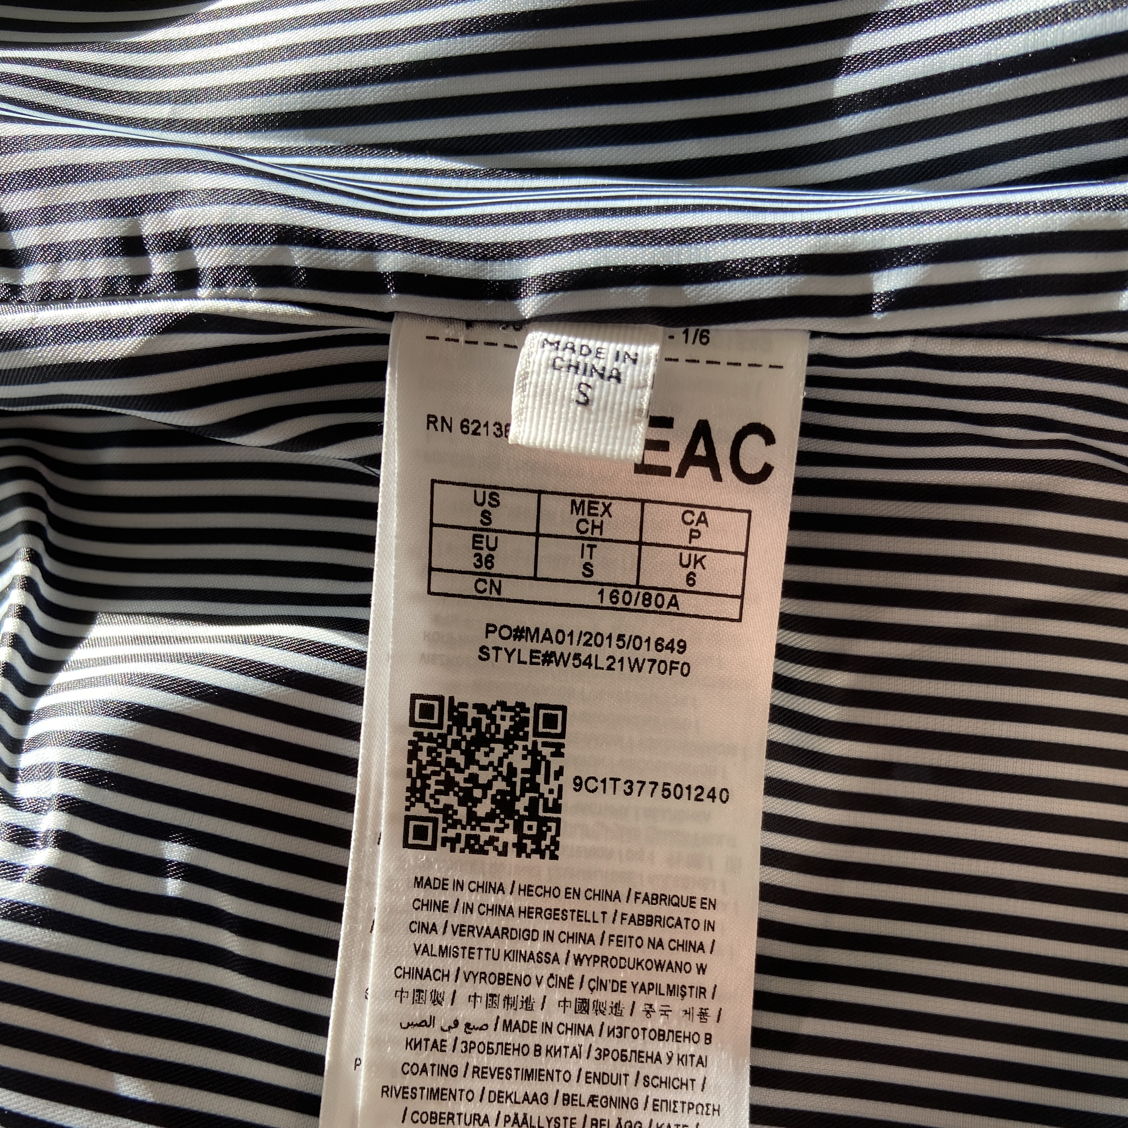 - 1/6
MADE IN
CHINA
S
RN 62136
EAC
US MEX CA
S CH P
EU IT UK
36 S 6
CN 160/80A
PO#MA01/2015/01649
STYLE#W54L21W70F0
9C1T377501240
MADE IN CHINA / HECHO EN CHINA / FABRIQUE EN
CHINE / IN CHINA HERGESTELLT / FABBRICATO IN
CINA / VERVAARDIGD IN CHINA / FEITO NA CHINA /
VALMISTETTU KIINASSA / WYPRODUKOWANO W
CHINACH / VYROBENO V ČÍNĚ / ÇİN'DE YAPILMIŞTIR /
中国製 / 中国制造 / 中國製造 / 중국 제품 /
صنع في الصين / MADE IN CHINA / ИЗГОТОВЛЕНО В
КИТАЕ / ЗРОБЛЕНО В КИТАЇ / ЗРОБЛЕНА Ў КІТАІ
COATING / REVESTIMIENTO / ENDUIT / SCHICHT /
RIVESTIMENTO / DEKLAAG / BELÆGNING / ΕΠΙΣΤΡΩΣΗ
/ COBERTURA / PÄÄLLYSTE / BELÄGG / KATE /